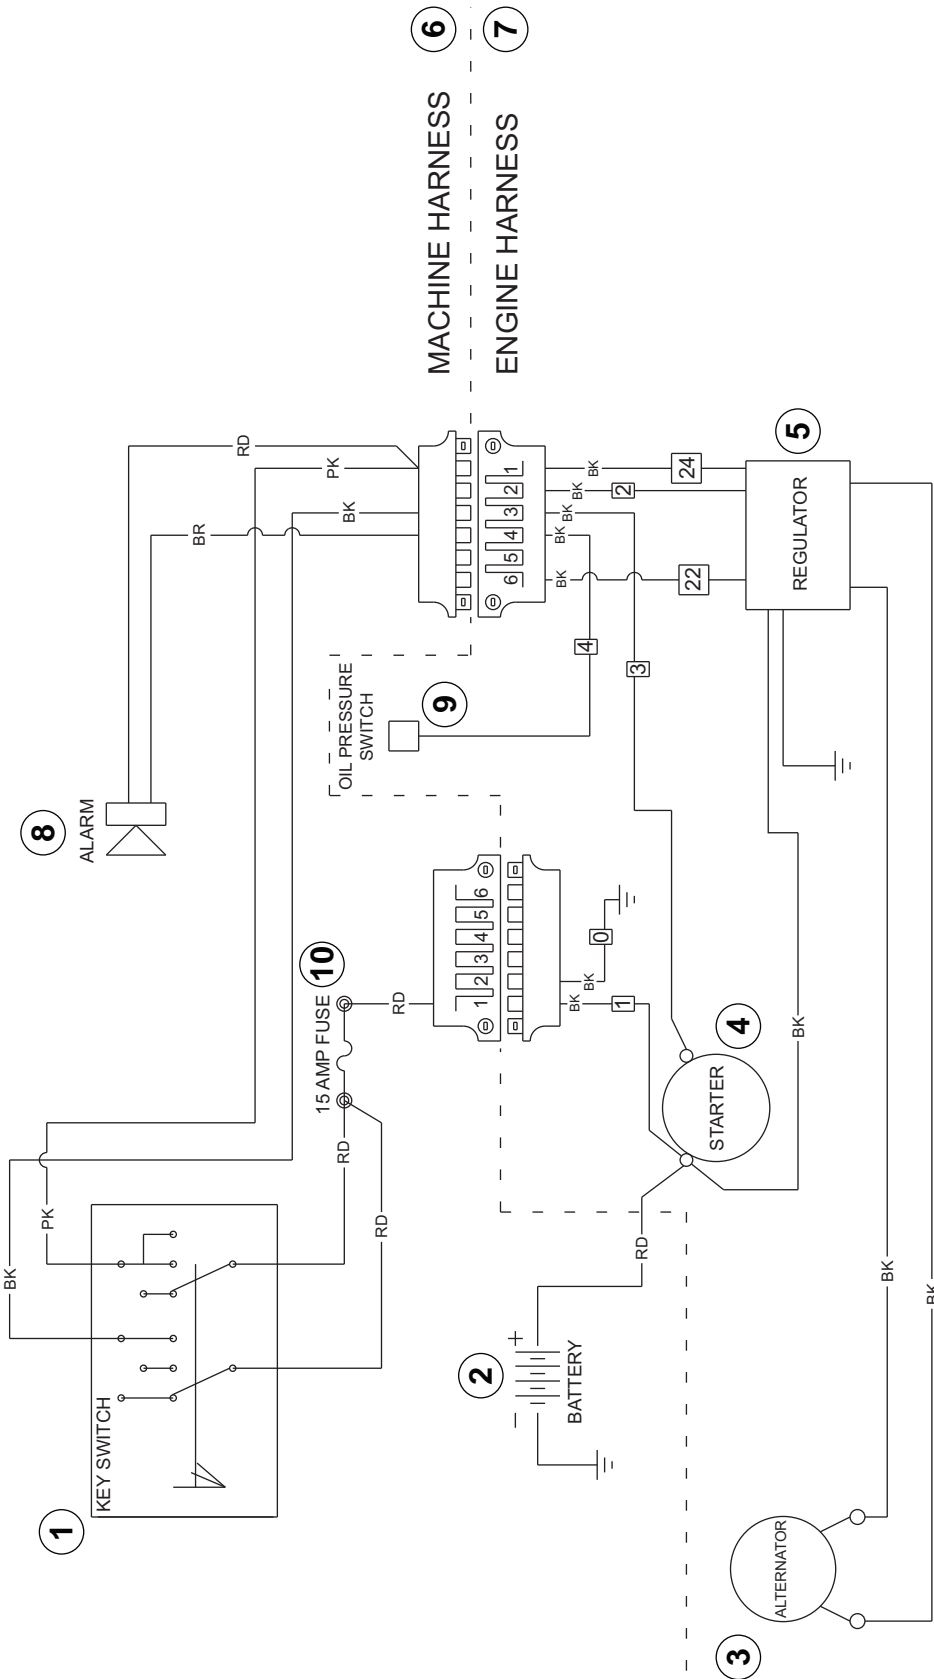 1
KEY SWITCH
BK
PK
8
ALARM
BR
RD
PK
BK
15 AMP FUSE
10
RD
RD
RD
OIL PRESSURE
SWITCH
9
MACHINE HARNESS
6
ENGINE HARNESS
7
1 2 3 4 5 6
6 5 4 3 2 1
2
− +
BATTERY
RD
BK
BK
1
0
BK
BK
BK
BK
BK
4
3
22
2
24
STARTER
4
BK
REGULATOR
5
3
ALTERNATOR
BK
BK